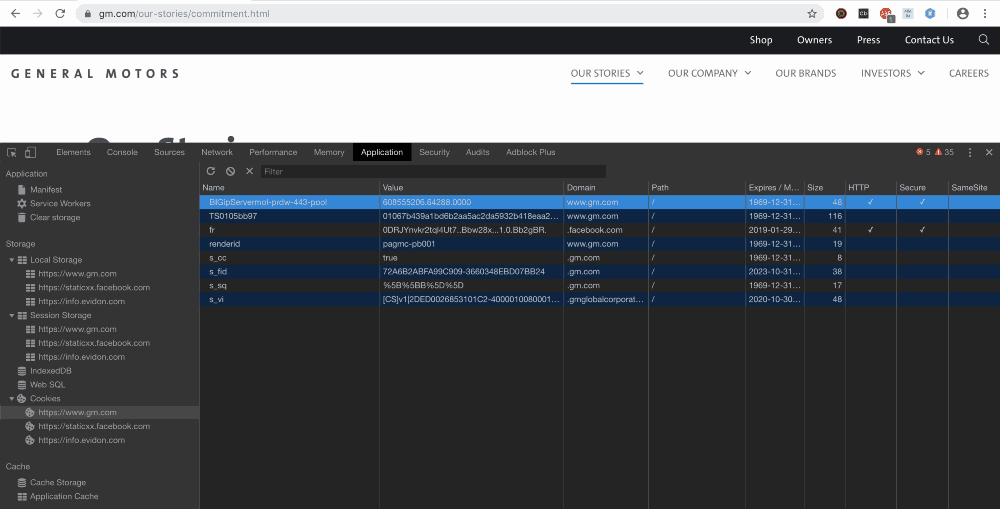 gm.com/our-stories/commitment.html
Shop Owners Press Contact Us
GENERAL MOTORS
OUR STORIES OUR COMPANY OUR BRANDS INVESTORS CAREERS
Elements Console Sources Network Performance Memory Application Security Audits Adblock Plus 5 35
Application
Manifest
Service Workers
Clear storage
Storage
Local Storage
https://www.gm.com
https://staticxx.facebook.com
https://info.evidon.com
Session Storage
https://www.gm.com
https://staticxx.facebook.com
https://info.evidon.com
IndexedDB
Web SQL
Cookies
https://www.gm.com
https://staticxx.facebook.com
https://info.evidon.com
Cache
Cache Storage
Application Cache
Filter
Name Value Domain Path Expires / M... Size HTTP Secure SameSite
BIGipServermol-prdw-443-pool 608555206.64288.0000 www.gm.com / 1969-12-31... 48 ✓ ✓
TS0105bb97 01067b439a1bd6b2aa5ac2da5932b418eaa2... www.gm.com / 1969-12-31... 116
fr .facebook.com / 2019-01-29... 41 ✓ ✓
renderid pagmc-pb001 www.gm.com / 1969-12-31... 19
s_cc true .gm.com / 1969-12-31... 8
s_fid 72A6B2ABFA99C909-3660348EBD07BB24 .gm.com / 2023-10-31... 38
s_sq %5B%5BB%5D%5D .gm.com / 1969-12-31... 17
s_vi [CS]v1|2DED0026853101C2-4000010080001... .gmglobalcorporat... / 2020-10-30... 48